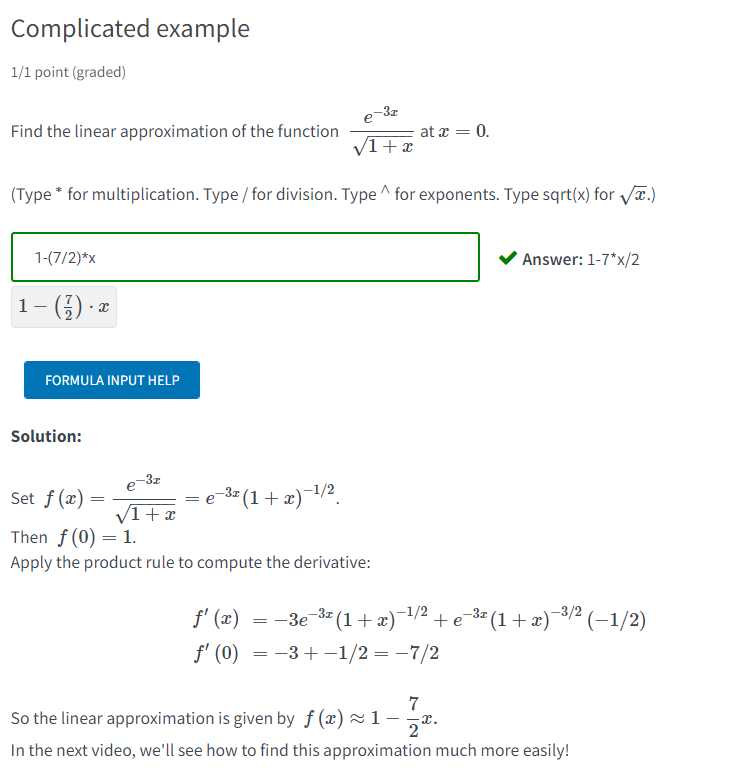 Complicated example
1/1 point (graded)
Find the linear approximation of the function e^{−3x}/√(1 + x) at x = 0.
(Type * for multiplication. Type / for division. Type ^ for exponents. Type sqrt(x) for √x.)
1-(7/2)*x
✔ Answer: 1-7*x/2
1 − (7/2) · x
FORMULA INPUT HELP
Solution:
Set f(x) = e^{−3x}/√(1 + x) = e^{−3x}(1 + x)^{−1/2}.
Then f(0) = 1.
Apply the product rule to compute the derivative:
f′(x) = −3e^{−3x}(1 + x)^{−1/2} + e^{−3x}(1 + x)^{−3/2}(−1/2)
f′(0) = −3 + −1/2 = −7/2
So the linear approximation is given by f(x) ≈ 1 − 7/2 x.
In the next video, we'll see how to find this approximation much more easily!